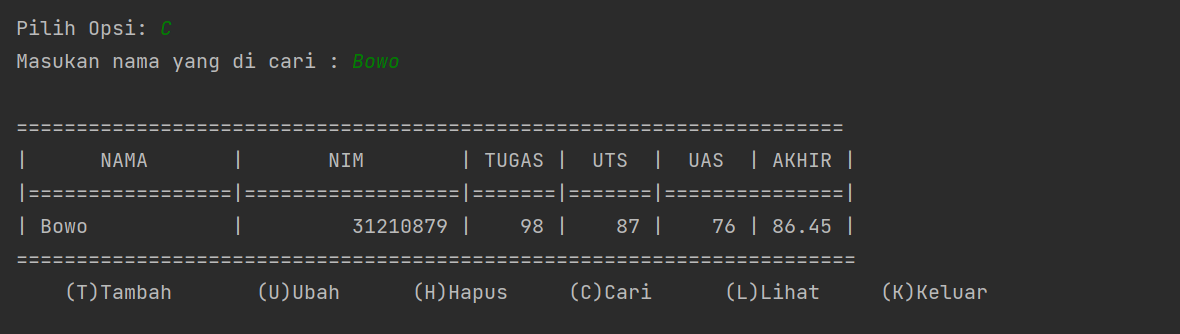 Pilih Opsi: C
Masukan nama yang di cari : Bowo
=====================================================================
|      NAMA       |       NIM        | TUGAS |  UTS  |  UAS  | AKHIR |
|=================|==================|=======|=======|===============|
| Bowo            |         31210879 |    98 |    87 |    76 | 86.45 |
======================================================================
    (T)Tambah       (U)Ubah      (H)Hapus     (C)Cari      (L)Lihat     (K)Keluar